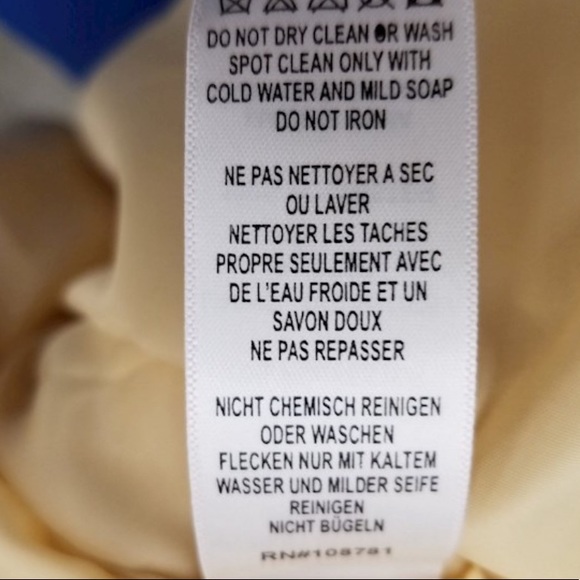 DO NOT DRY CLEAN OR WASH
SPOT CLEAN ONLY WITH
COLD WATER AND MILD SOAP
DO NOT IRON
NE PAS NETTOYER A SEC
OU LAVER
NETTOYER LES TACHES
PROPRE SEULEMENT AVEC
DE L'EAU FROIDE ET UN
SAVON DOUX
NE PAS REPASSER
NICHT CHEMISCH REINIGEN
ODER WASCHEN
FLECKEN NUR MIT KALTEM
WASSER UND MILDER SEIFE
REINIGEN
NICHT BÜGELN
RN#108781